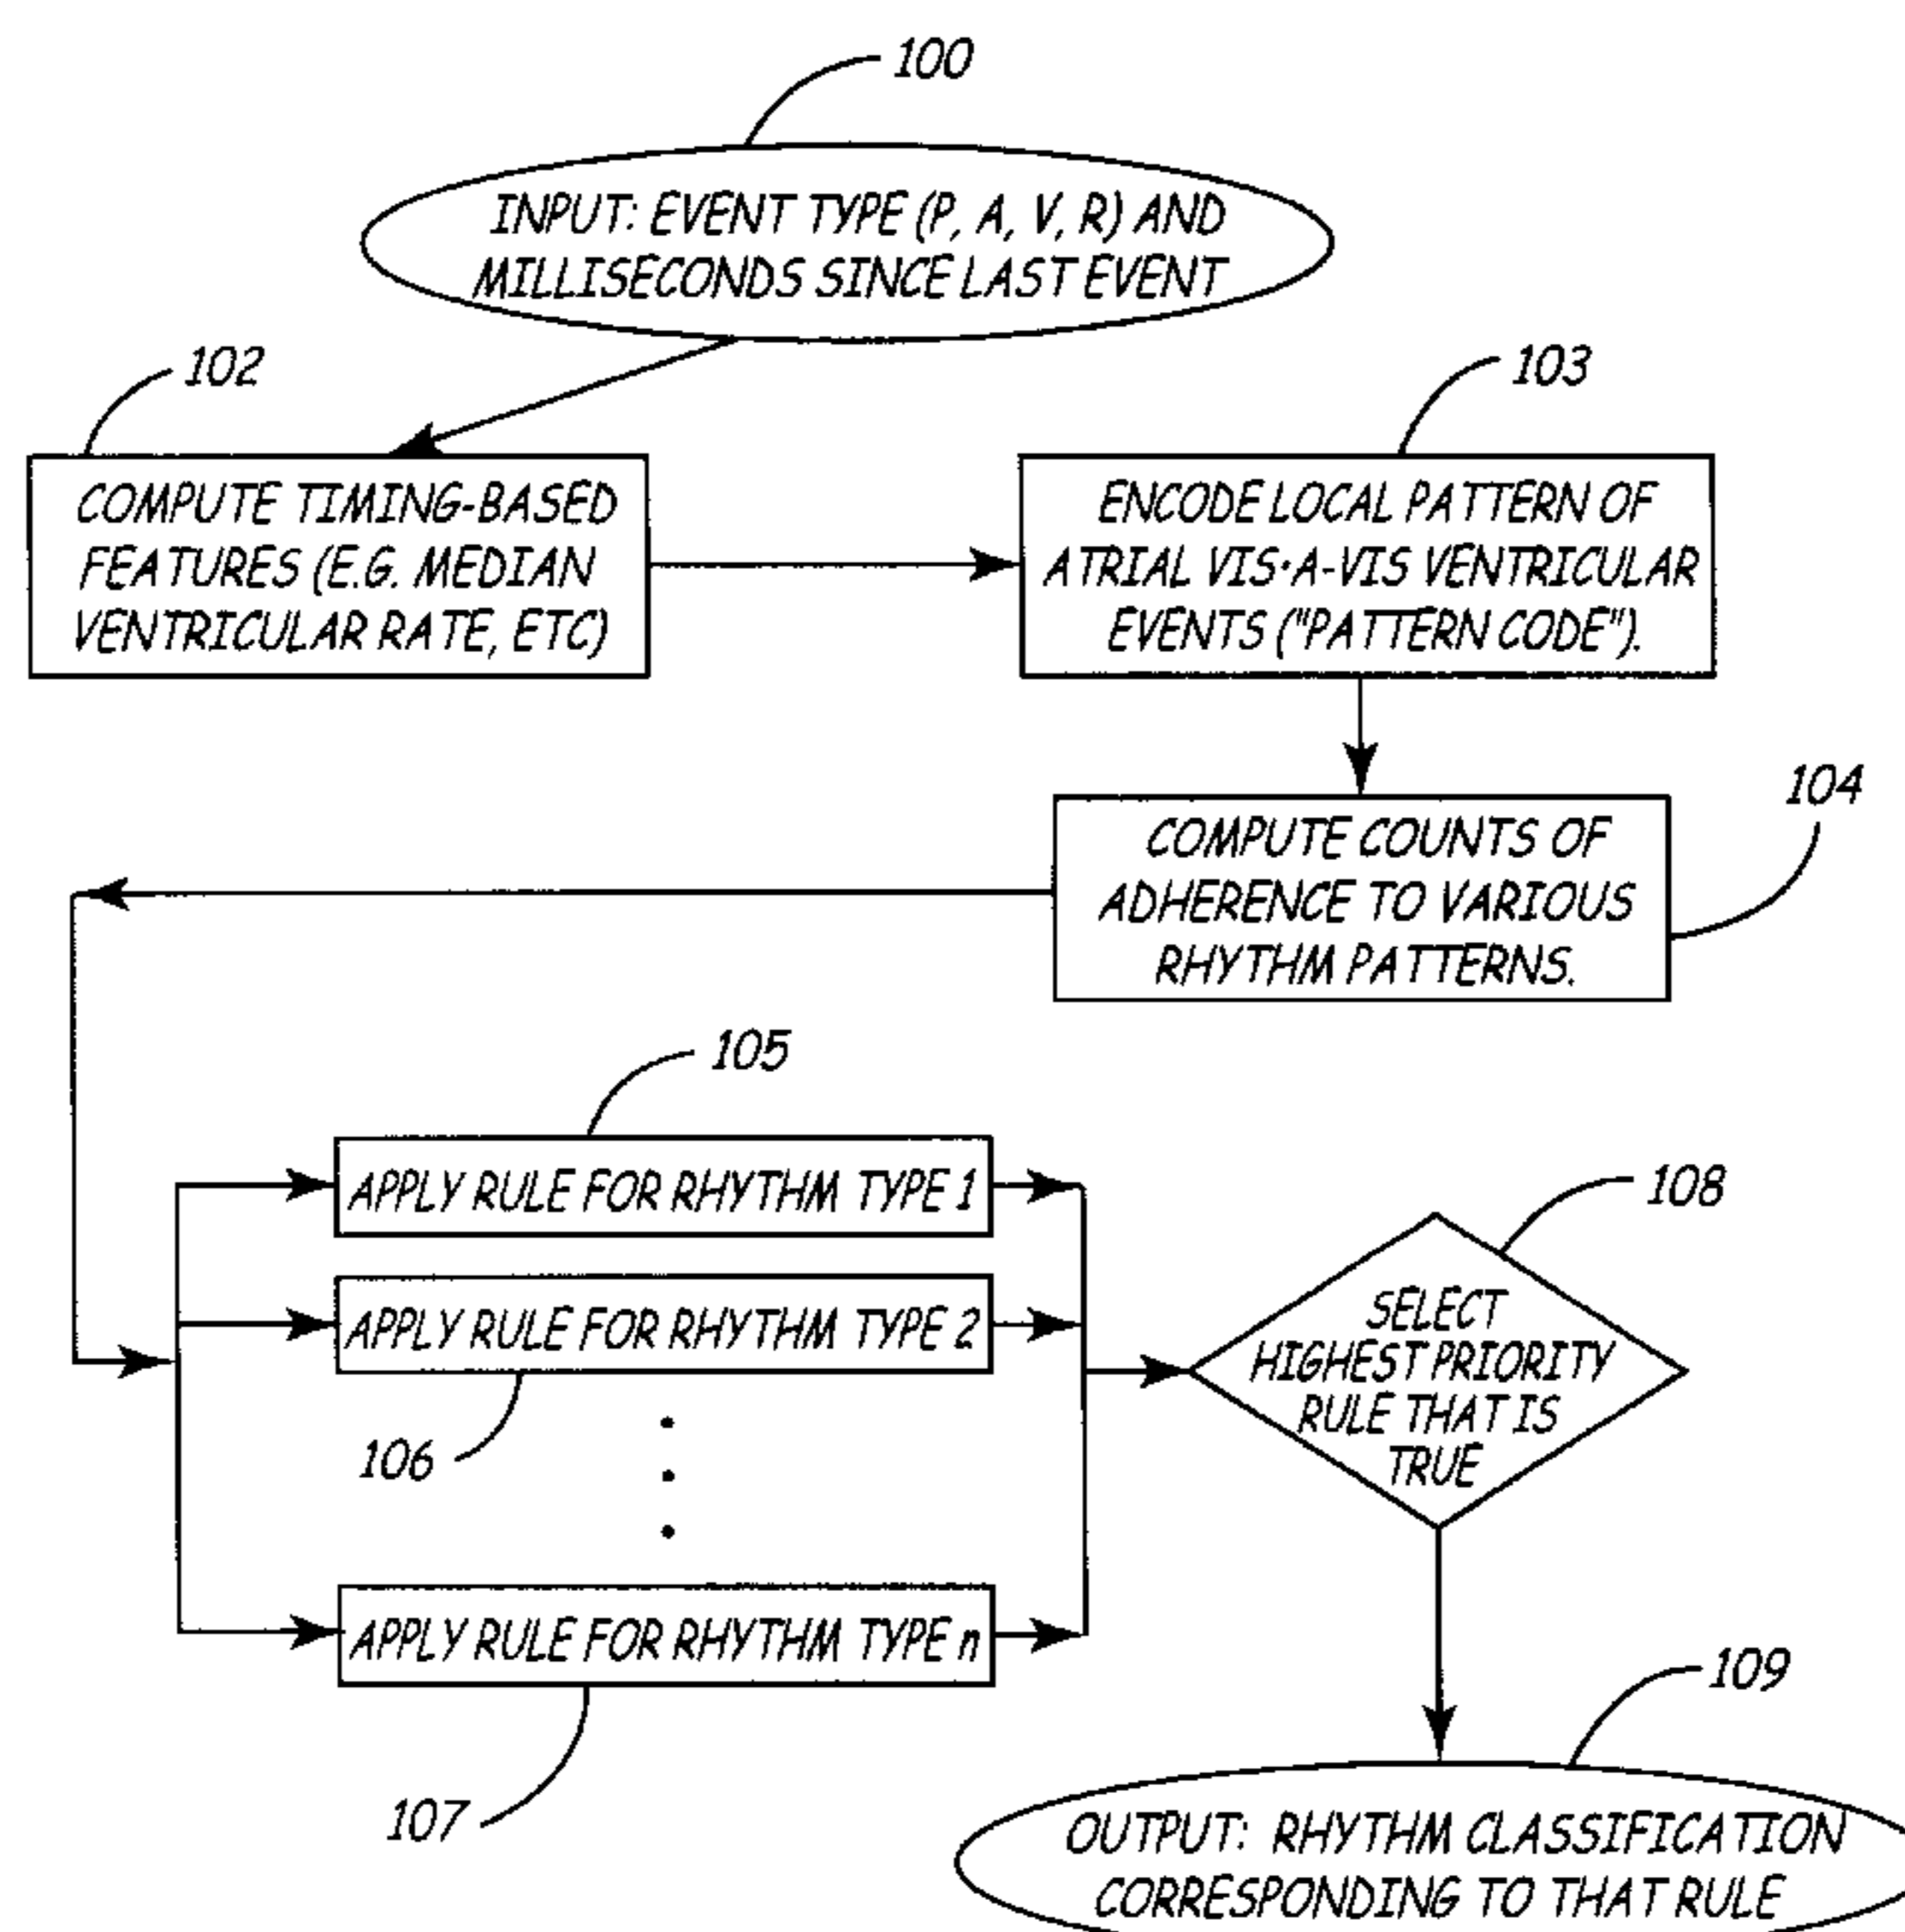 100
INPUT: EVENT TYPE (P, A, V, R) AND
MILLISECONDS SINCE LAST EVENT
102
COMPUTE TIMING-BASED
FEATURES (E.G. MEDIAN
VENTRICULAR RATE, ETC)
103
ENCODE LOCAL PATTERN OF
ATRIAL VIS·A-VIS VENTRICULAR
EVENTS ("PATTERN CODE").
104
COMPUTE COUNTS OF
ADHERENCE TO VARIOUS
RHYTHM PATTERNS.
105
APPLY RULE FOR RHYTHM TYPE 1
APPLY RULE FOR RHYTHM TYPE 2
106
APPLY RULE FOR RHYTHM TYPE n
107
108
SELECT
HIGHEST PRIORITY
RULE THAT IS
TRUE
109
OUTPUT: RHYTHM CLASSIFICATION
CORRESPONDING TO THAT RULE